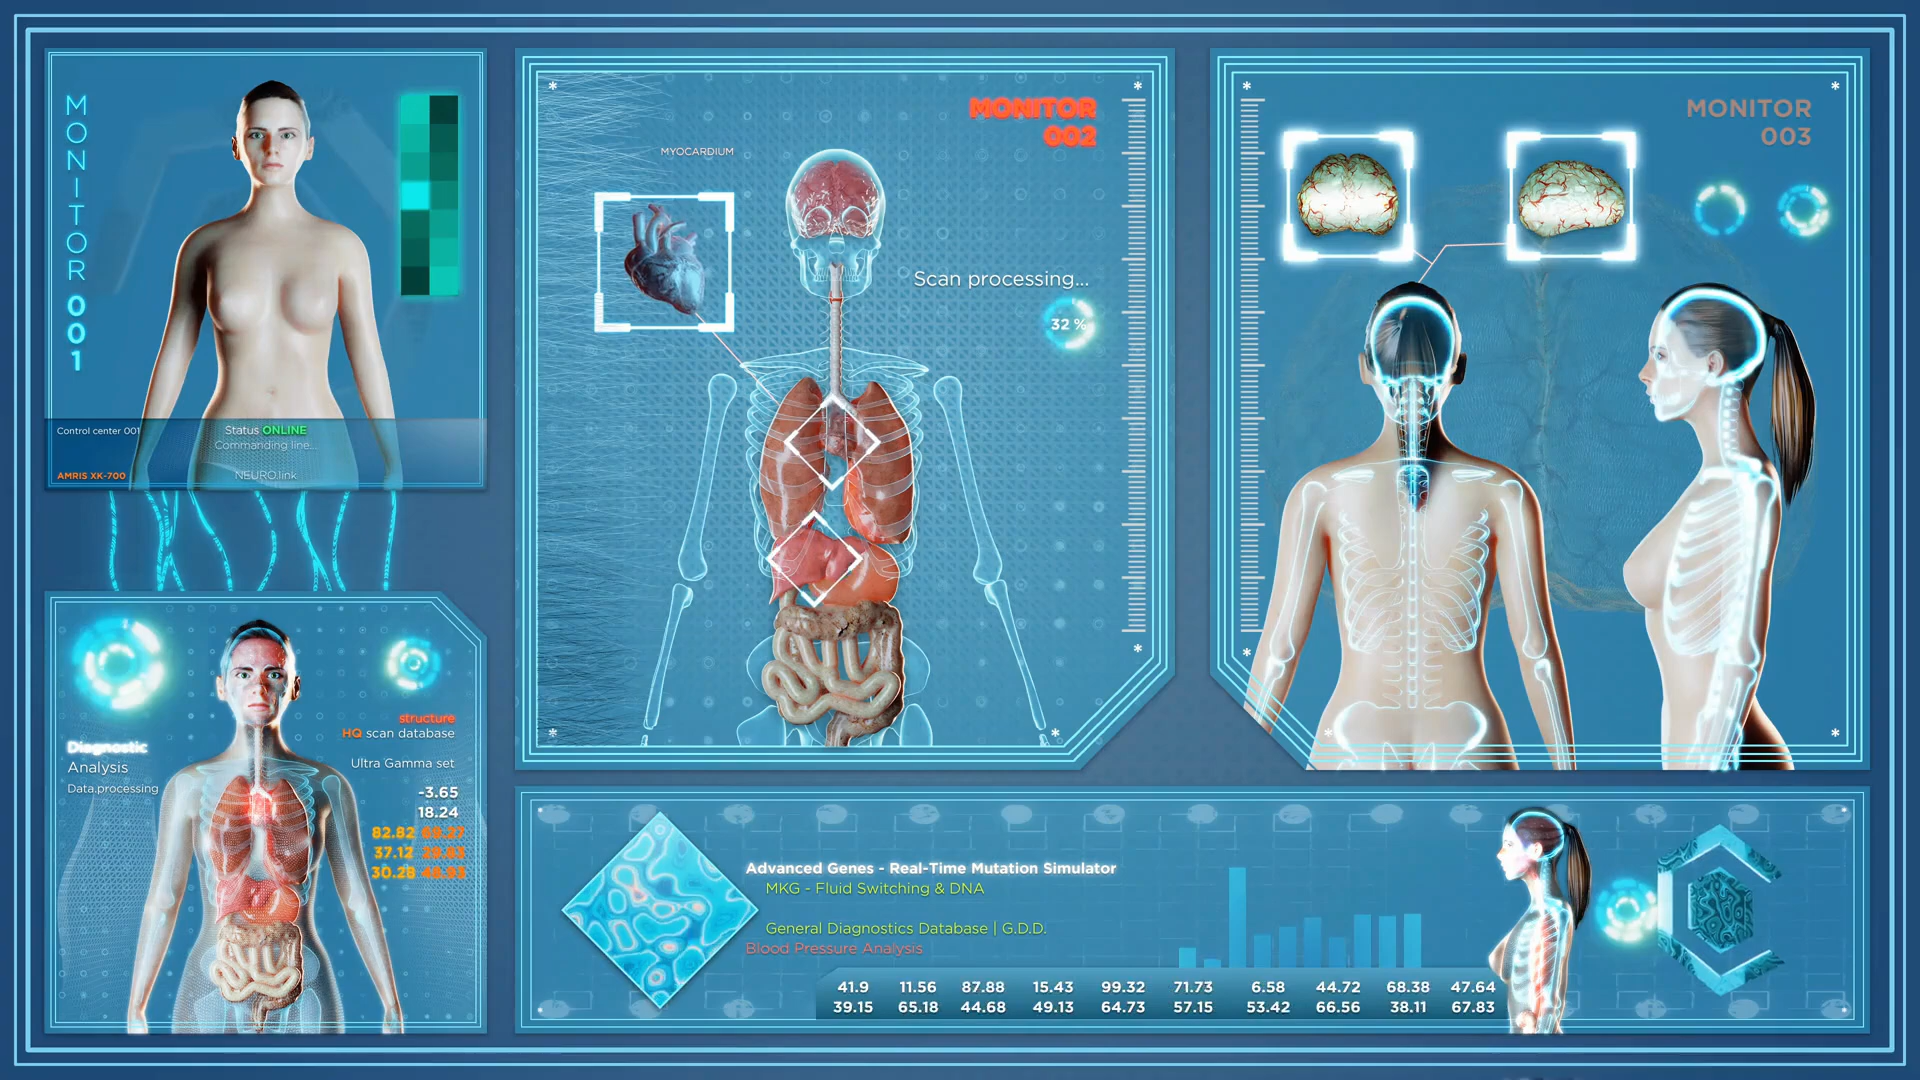 MONITOR 001
Control center 001
Status ONLINE
Commanding line...
AMRIS XK-700
NEURO.link
MONITOR
002
MYOCARDIUM
Scan processing...
32 %
MONITOR
003
structure
HQ scan database
Ultra Gamma set
Diagnostic
Analysis
Data.processing
-3.65
18.24
82.82
37.12
30.28
Advanced Genes - Real-Time Mutation Simulator
MKG - Fluid Switching & DNA
General Diagnostics Database | G.D.D.
Blood Pressure Analysis
41.9 11.56 87.88 15.43 99.32 71.73 6.58 44.72 68.38 47.64
39.15 65.18 44.68 49.13 64.73 57.15 53.42 66.56 38.11 67.83